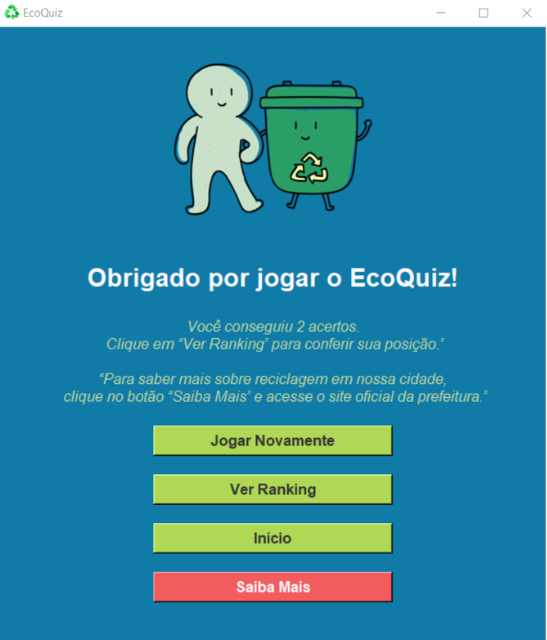 EcoQuiz
Obrigado por jogar o EcoQuiz!
Você conseguiu 2 acertos.
Clique em "Ver Ranking" para conferir sua posição."
"Para saber mais sobre reciclagem em nossa cidade,
clique no botão "Saiba Mais" e acesse o site oficial da prefeitura."
Jogar Novamente
Ver Ranking
Início
Saiba Mais